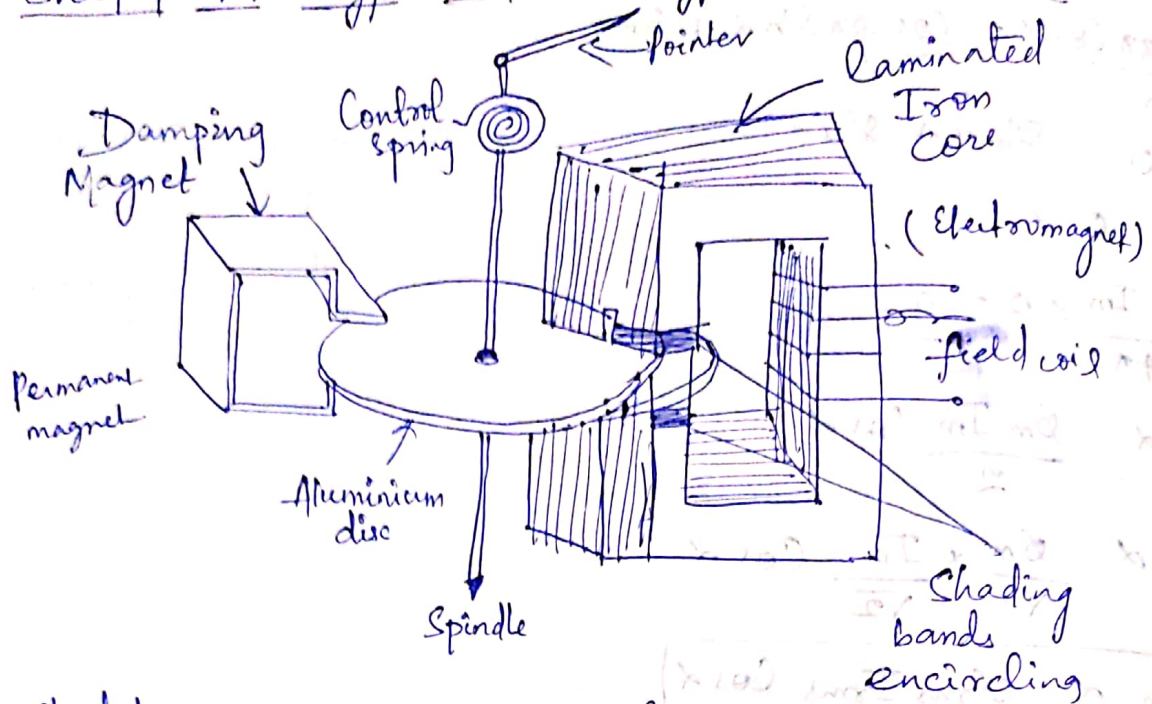 Pointer
laminated
Iron
Core
Control
spring
Damping
Magnet
(Electromagnet)
field coil
Permanent
magnet
Aluminium
disc
Spindle
Shading
bands
encircling